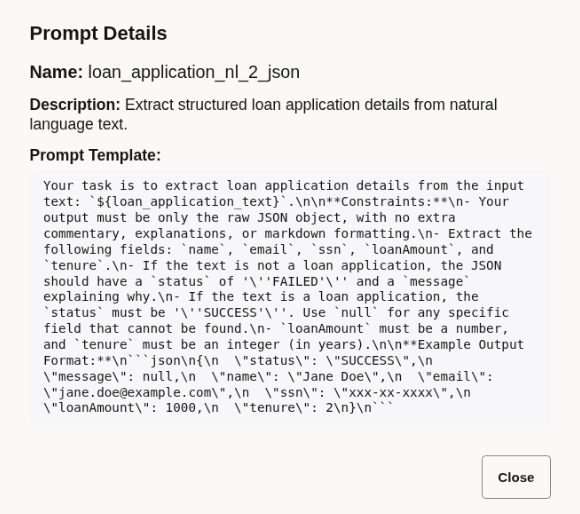 Prompt Details
Name: loan_application_nl_2_json
Description: Extract structured loan application details from natural
language text.
Prompt Template:
Your task is to extract loan application details from the input
text: `${loan_application_text}`.\n\n**Constraints:**\n- Your
output must be only the raw JSON object, with no extra
commentary, explanations, or markdown formatting.\n- Extract the
following fields: `name`, `email`, `ssn`, `loanAmount`, and
`tenure`.\n- If the text is not a loan application, the JSON
should have a `status` of '\''FAILED'\'' and a `message`
explaining why.\n- If the text is a loan application, the
`status` must be '\''SUCCESS'\''. Use `null` for any specific
field that cannot be found.\n- `loanAmount` must be a number,
and `tenure` must be an integer (in years).\n\n**Example Output
Format:**\n```json\n{\n  \"status\": \"SUCCESS\",\n
\"message\": null,\n  \"name\": \"Jane Doe\",\n  \"email\":
\"jane.doe@example.com\",\n  \"ssn\": \"xxx-xx-xxxx\",\n
\"loanAmount\": 1000,\n  \"tenure\": 2\n}\n```
Close